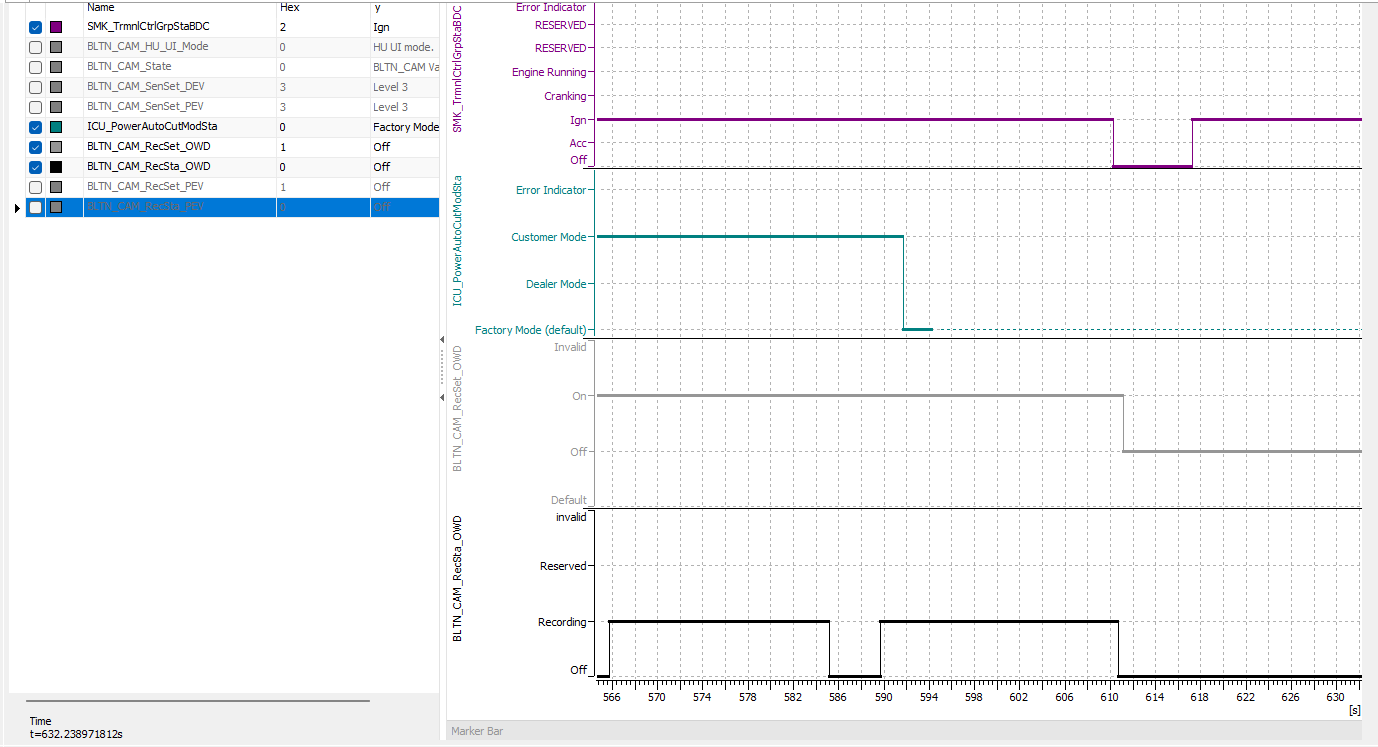 Name Hex y
SMK_TrmnlCtrlGrpStaBDC 2 Ign
BLTN_CAM_HU_UI_Mode 0 HU UI mode.
BLTN_CAM_State 0 BLTN_CAM Va
BLTN_CAM_SenSet_DEV 3 Level 3
BLTN_CAM_SenSet_PEV 3 Level 3
ICU_PowerAutoCutModSta 0 Factory Mode
BLTN_CAM_RecSet_OWD 1 Off
BLTN_CAM_RecSta_OWD 0 Off
BLTN_CAM_RecSet_PEV 1 Off
BLTN_CAM_RecSta_PEV 0 Off
Time
t=632.238971812s
SMK_TrmnlCtrlGrpStaBDC
Error Indicator
RESERVED
RESERVED
Engine Running
Cranking
Ign
Acc
Off
ICU_PowerAutoCutModSta
Error Indicator
Customer Mode
Dealer Mode
Factory Mode (default)
BLTN_CAM_RecSet_OWD
Invalid
On
Off
Default
BLTN_CAM_RecSta_OWD
invalid
Reserved
Recording
Off
566 570 574 578 582 586 590 594 598 602 606 610 614 618 622 626 630
[s]
Marker Bar